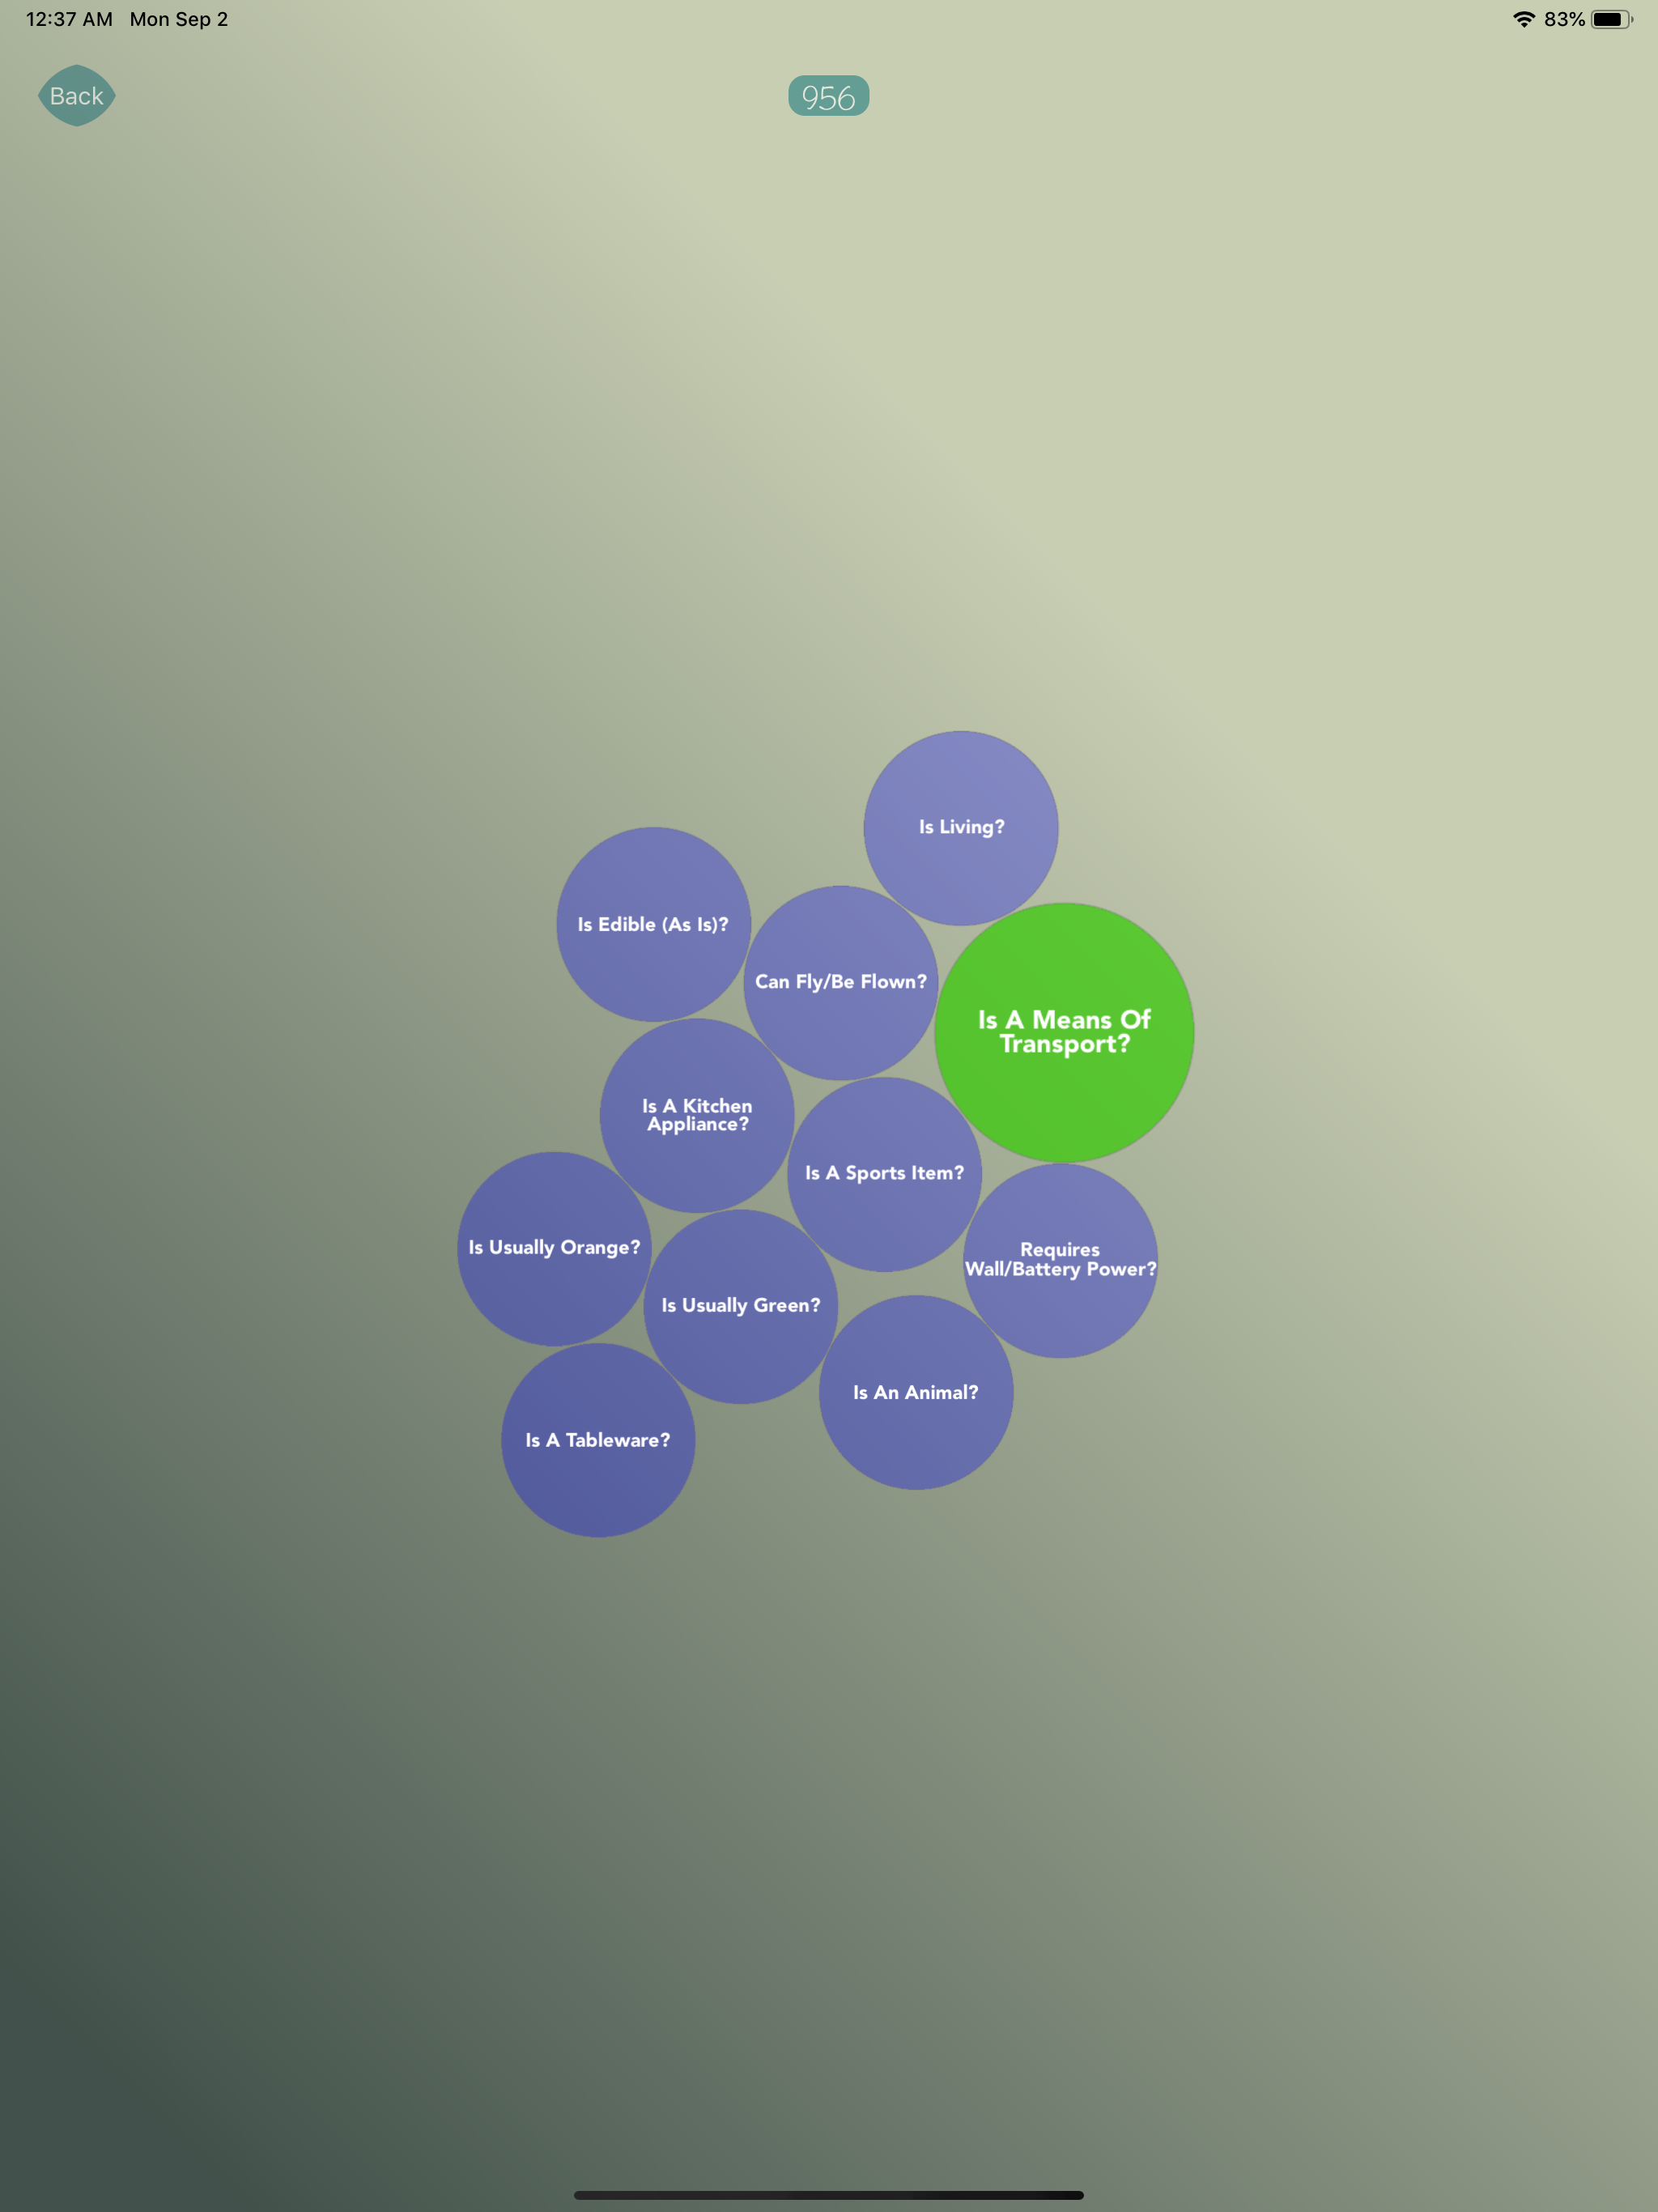 12:37 AM Mon Sep 2
83%
Back
956
Is Living?
Is Edible (As Is)?
Can Fly/Be Flown?
Is A Means Of
Transport?
Is A Kitchen
Appliance?
Is A Sports Item?
Is Usually Orange?
Requires
Wall/Battery Power?
Is Usually Green?
Is An Animal?
Is A Tableware?